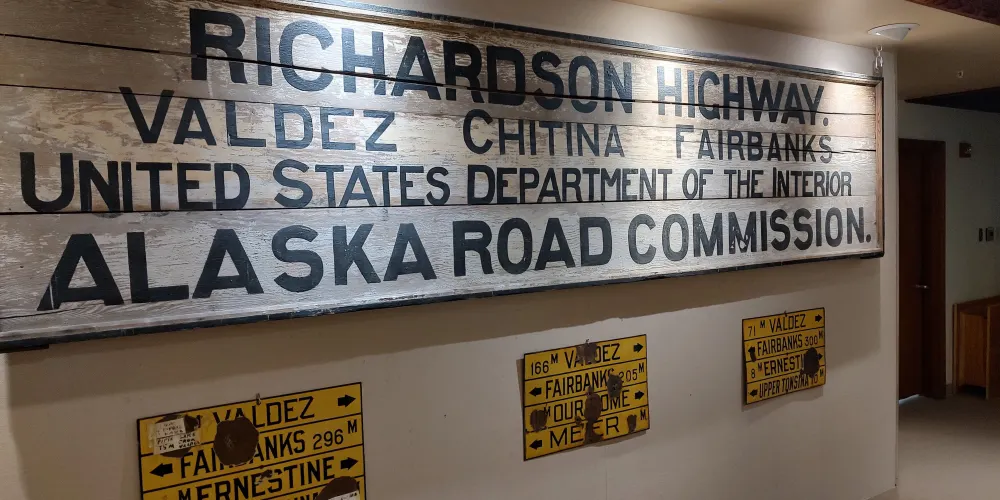 RICHARDSON HIGHWAY.
VALDEZ CHITINA FAIRBANKS
UNITED STATES DEPARTMENT OF THE INTERIOR
ALASKA ROAD COMMISSION.
VALDEZ
FAIRBANKS 296 M
M ERNESTINE
166 M VALDEZ
FAIRBANKS 205 M
M
MEIER M
71 M VALDEZ
FAIRBANKS 300 M
8 M ERNESTI
UPPER TONSINA M